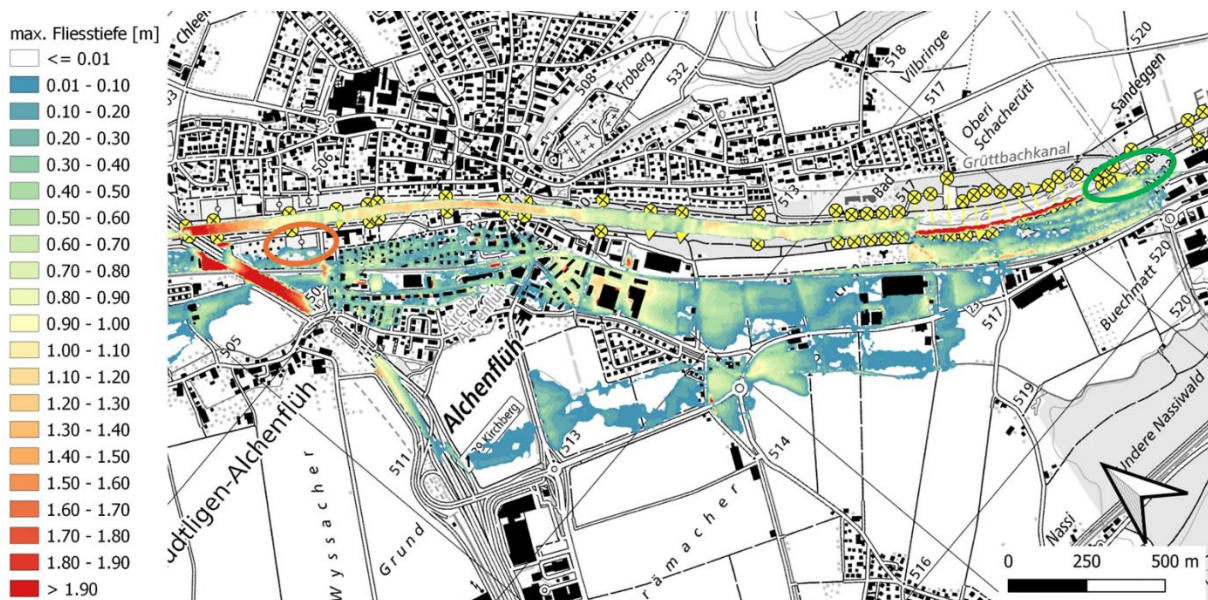 max. Fliesstiefe [m]
<= 0.01
0.01 - 0.10
0.10 - 0.20
0.20 - 0.30
0.30 - 0.40
0.40 - 0.50
0.50 - 0.60
0.60 - 0.70
0.70 - 0.80
0.80 - 0.90
0.90 - 1.00
1.00 - 1.10
1.10 - 1.20
1.20 - 1.30
1.30 - 1.40
1.40 - 1.50
1.50 - 1.60
1.60 - 1.70
1.70 - 1.80
1.80 - 1.90
> 1.90
506
508
Froberg
532
518
Vilbringe
517
520
Oberi
Schacherüti
Sandeggen
Grüttbachkanal
513
Bad
511
505
Alchenflüh
39 Kirchberg
513
511
514
517
519
520
520
516
Buechmatt
Undere Nassiwald
Nassi
Wyssacher
Grund
0 250 500 m